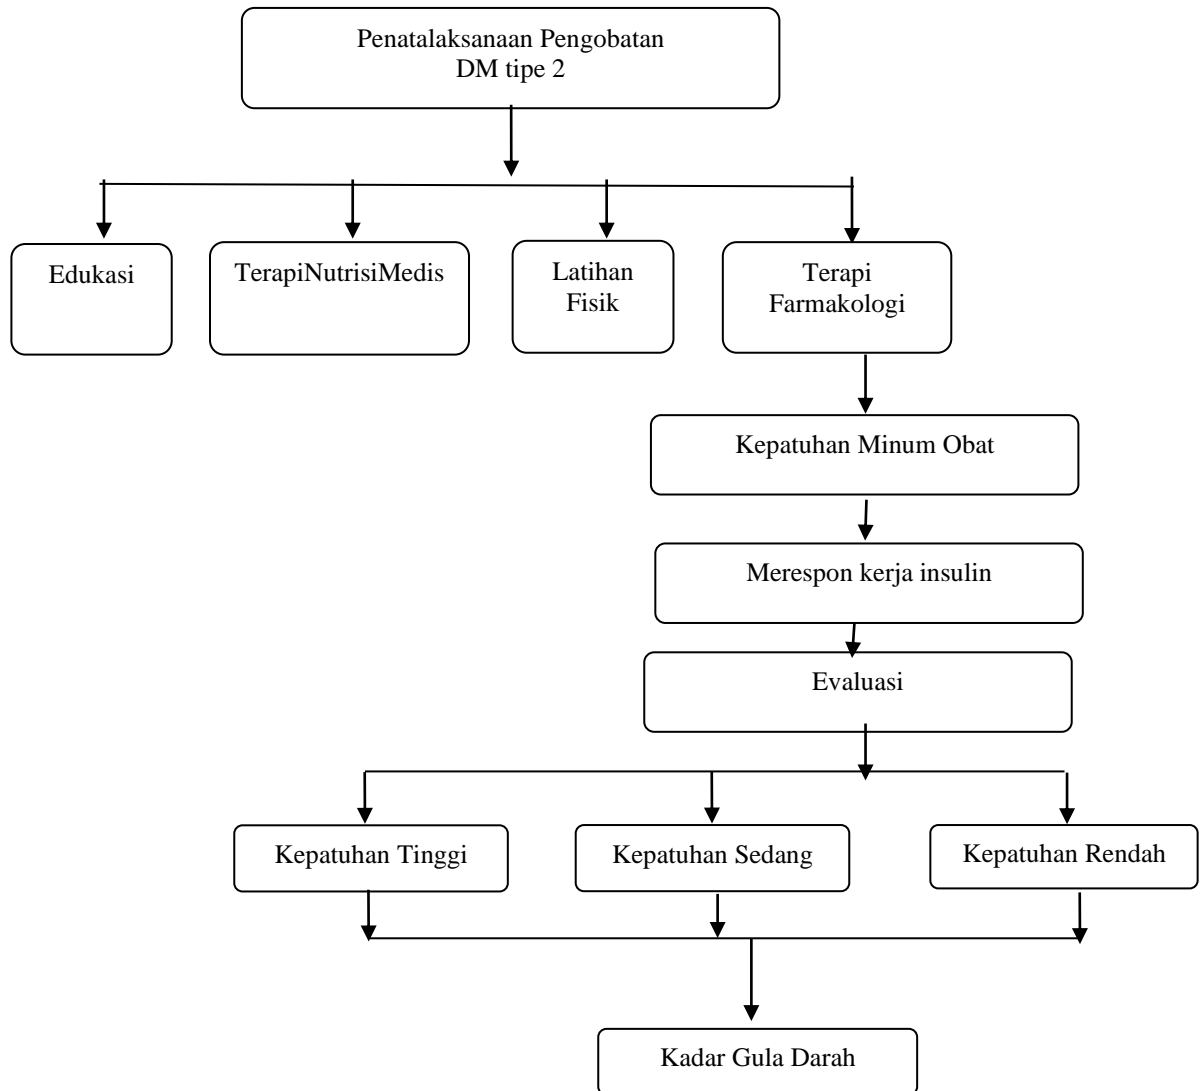 Penatalaksanaan Pengobatan
DM tipe 2
Edukasi
TerapiNutrisiMedis
Latihan
Fisik
Terapi
Farmakologi
Kepatuhan Minum Obat
Merespon kerja insulin
Evaluasi
Kepatuhan Tinggi
Kepatuhan Sedang
Kepatuhan Rendah
Kadar Gula Darah